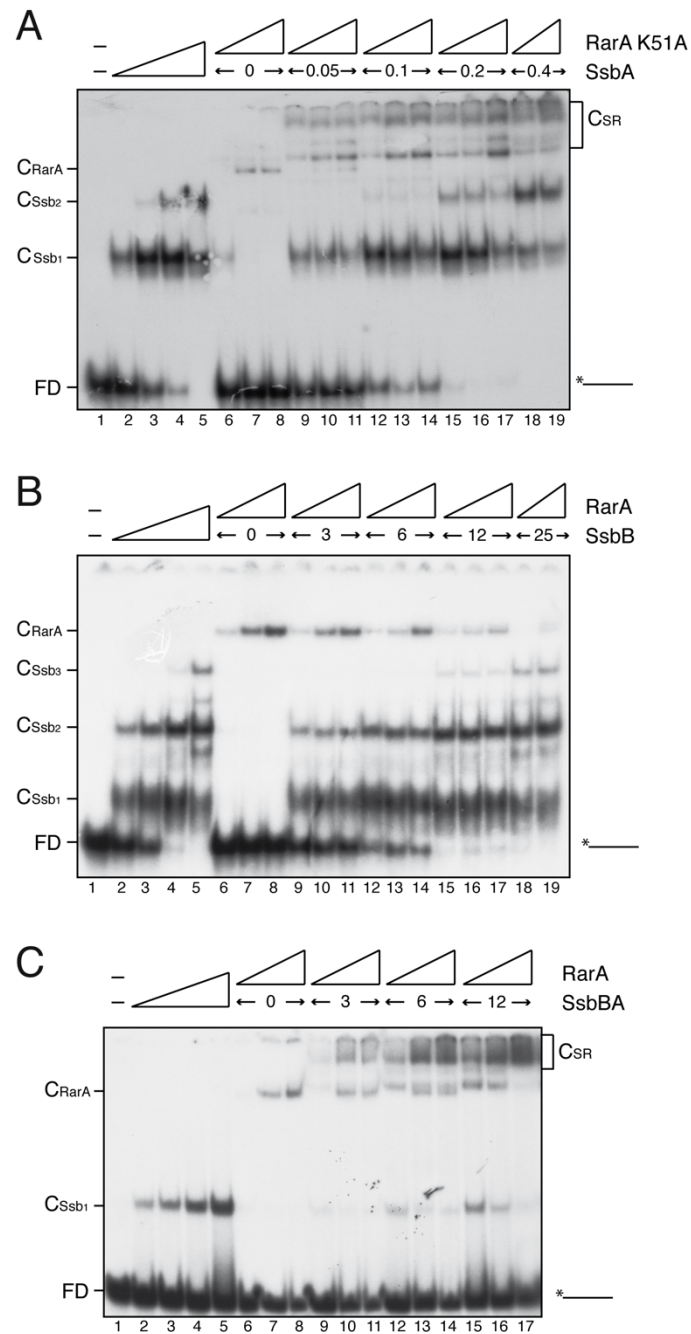 A
– RarA K51A
– ← 0 → ← 0.05 → ← 0.1 → ← 0.2 → ← 0.4 → SsbA
CSR
CRarA
CSsb2
CSsb1
FD *
1 2 3 4 5 6 7 8 9 10 11 12 13 14 15 16 17 18 19
B
– RarA
– ← 0 → ← 3 → ← 6 → ← 12 → ← 25 → SsbB
CRarA
CSsb3
CSsb2
CSsb1
FD *
1 2 3 4 5 6 7 8 9 10 11 12 13 14 15 16 17 18 19
C
– RarA
– ← 0 → ← 3 → ← 6 → ← 12 → SsbBA
CSR
CRarA
CSsb1
FD *
1 2 3 4 5 6 7 8 9 10 11 12 13 14 15 16 17